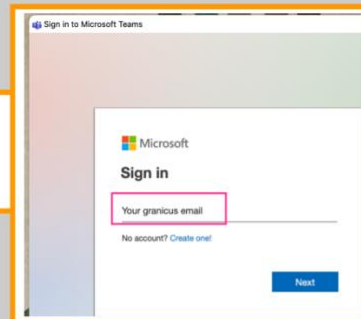 Sign in to Microsoft Teams
Microsoft
Sign in
Your granicus email
No account? Create one!
Next